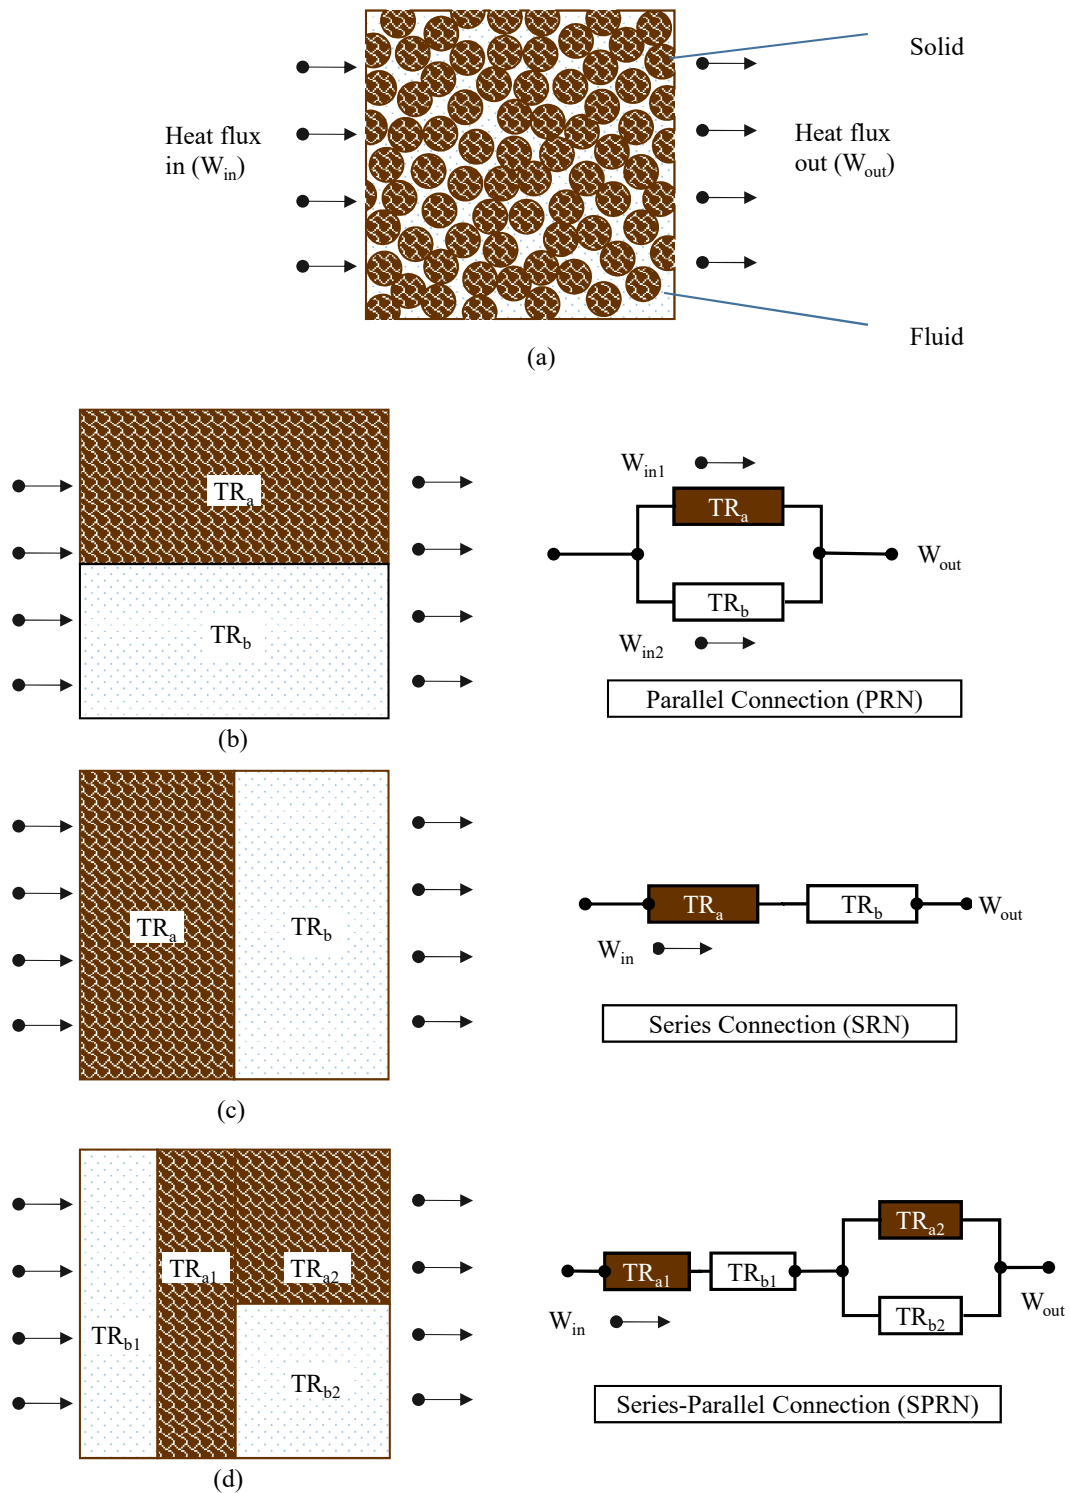 Solid
Heat flux
in (W_in)
Heat flux
out (W_out)
Fluid
(a)
TR_a
TR_b
(b)
W_in1
TR_a
TR_b
W_in2
W_out
Parallel Connection (PRN)
TR_a
TR_b
(c)
TR_a
TR_b
W_out
W_in
Series Connection (SRN)
TR_b1
TR_a1
TR_a2
TR_b2
(d)
TR_a2
TR_a1
TR_b1
TR_b2
W_in
W_out
Series-Parallel Connection (SPRN)